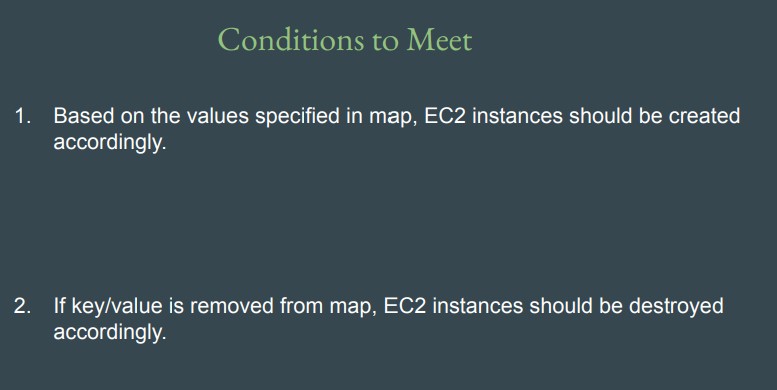 Conditions to Meet
1. Based on the values specified in map, EC2 instances should be created
accordingly.
2. If key/value is removed from map, EC2 instances should be destroyed
accordingly.